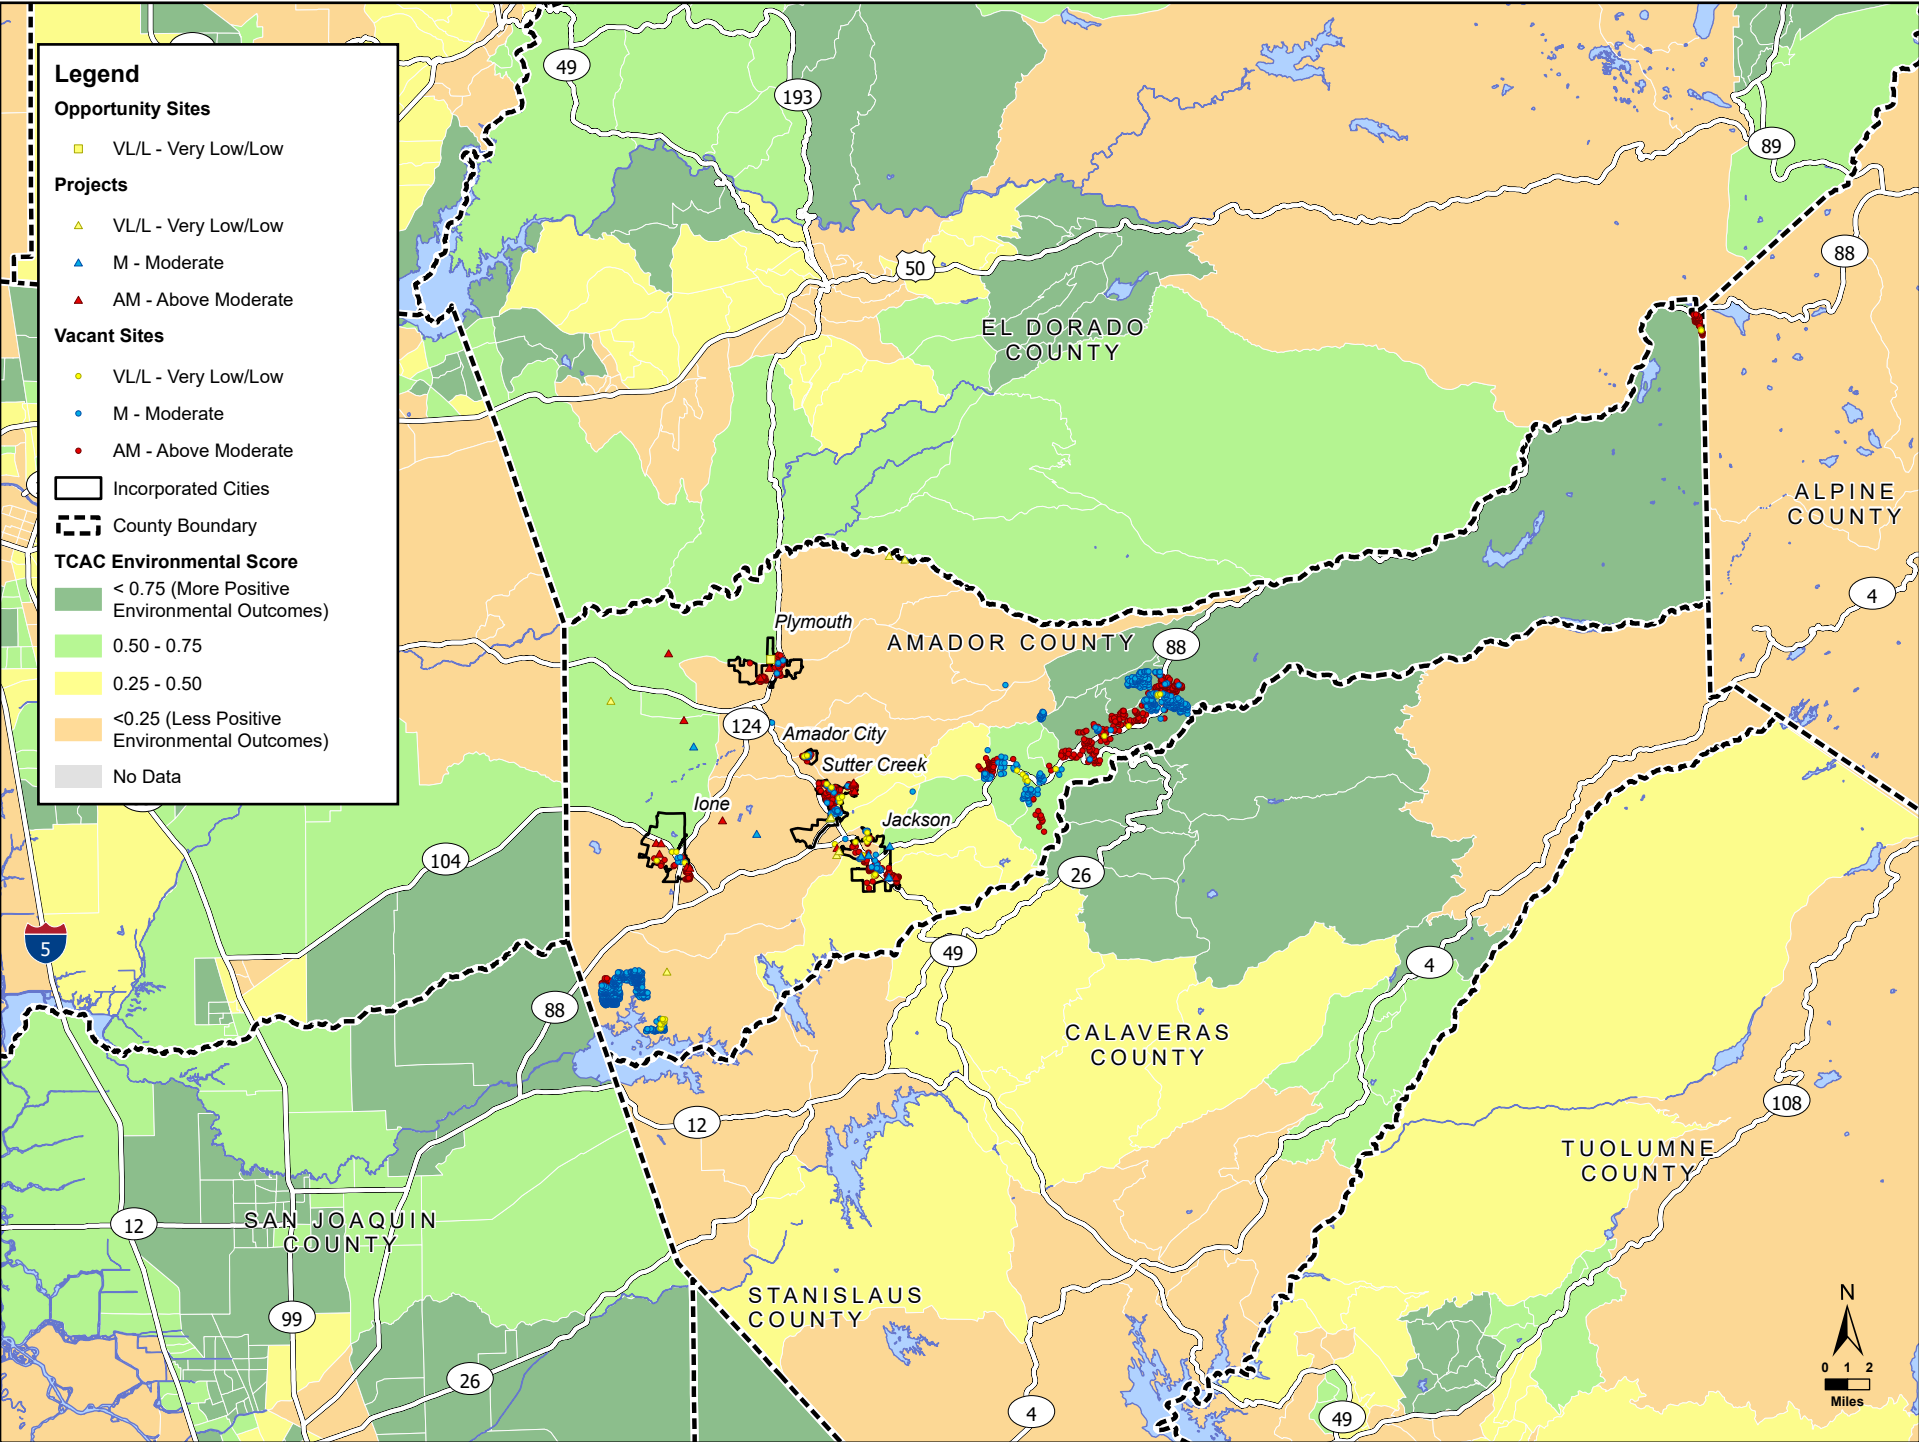 Legend
Opportunity Sites
VL/L - Very Low/Low
Projects
VL/L - Very Low/Low
M - Moderate
AM - Above Moderate
Vacant Sites
VL/L - Very Low/Low
M - Moderate
AM - Above Moderate
Incorporated Cities
County Boundary
TCAC Environmental Score
< 0.75 (More Positive
Environmental Outcomes)
0.50 - 0.75
0.25 - 0.50
<0.25 (Less Positive
Environmental Outcomes)
No Data
49
193
89
88
50
EL DORADO
COUNTY
ALPINE
COUNTY
4
Plymouth
AMADOR COUNTY
88
124
Amador City
Sutter Creek
Ione
Jackson
104
26
5
49
4
88
CALAVERAS
COUNTY
12
108
TUOLUMNE
COUNTY
12
SAN JOAQUIN
COUNTY
STANISLAUS
COUNTY
99
26
4
49
N
0 1 2
Miles